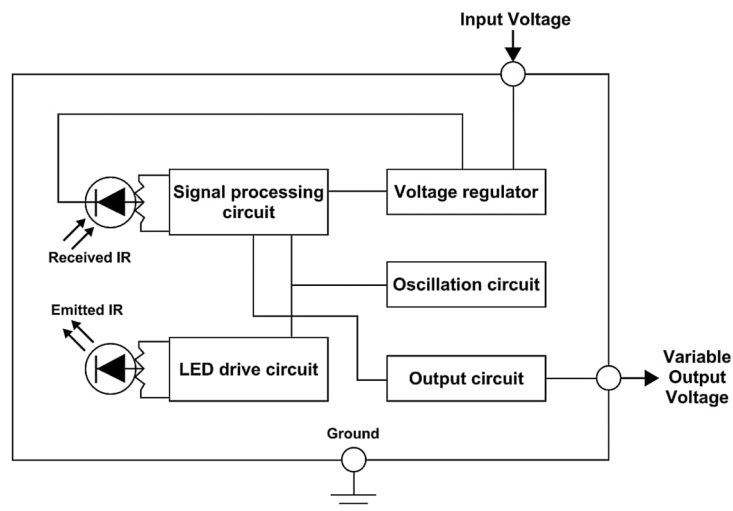 Input Voltage
Signal processing
circuit
Voltage regulator
Received IR
Oscillation circuit
Emitted IR
LED drive circuit
Output circuit
Variable
Output
Voltage
Ground